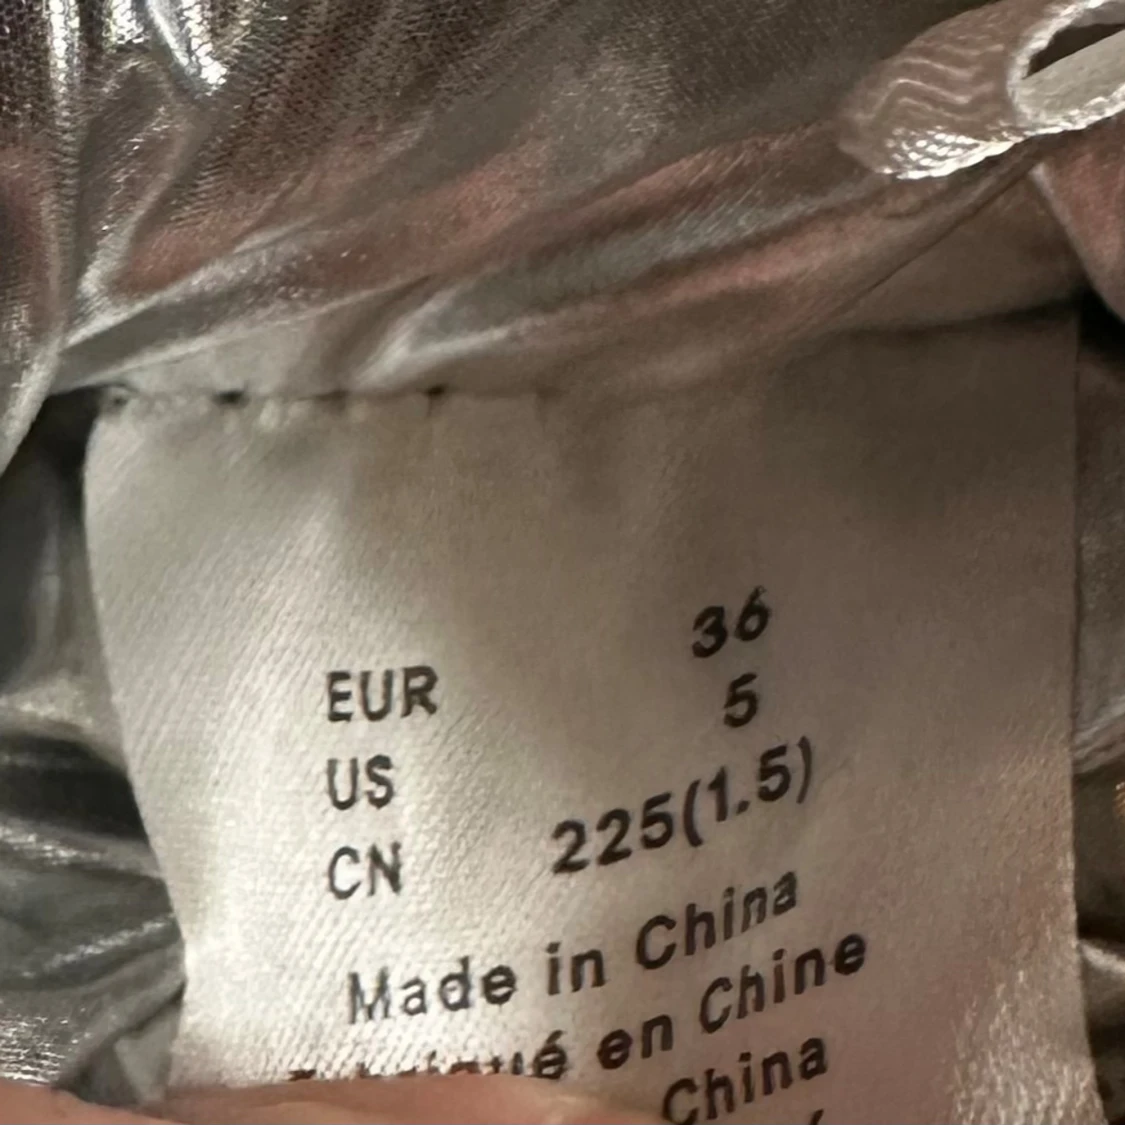 EUR 36
US 5
CN 225(1.5)
Made in China
en Chine
China